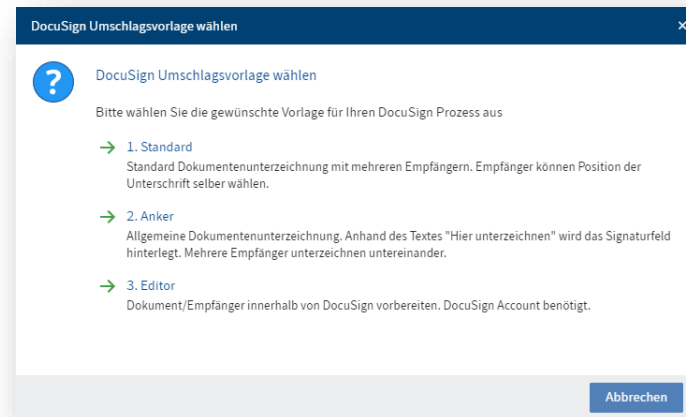 DocuSign Umschlagsvorlage wählen
DocuSign Umschlagsvorlage wählen
Bitte wählen Sie die gewünschte Vorlage für Ihren DocuSign Prozess aus
1. Standard
Standard Dokumentenunterzeichnung mit mehreren Empfängern. Empfänger können Position der
Unterschrift selber wählen.
2. Anker
Allgemeine Dokumentenunterzeichnung. Anhand des Textes "Hier unterzeichnen" wird das Signaturfeld
hinterlegt. Mehrere Empfänger unterzeichnen untereinander.
3. Editor
Dokument/Empfänger innerhalb von DocuSign vorbereiten. DocuSign Account benötigt.
Abbrechen